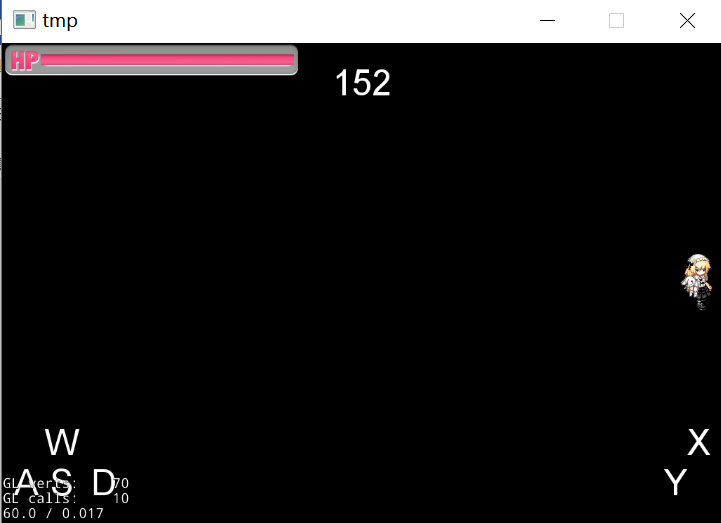 tmp
HP
152
W
X
A S D
Y
GL verts: 70
GL calls: 10
60.0 / 0.017